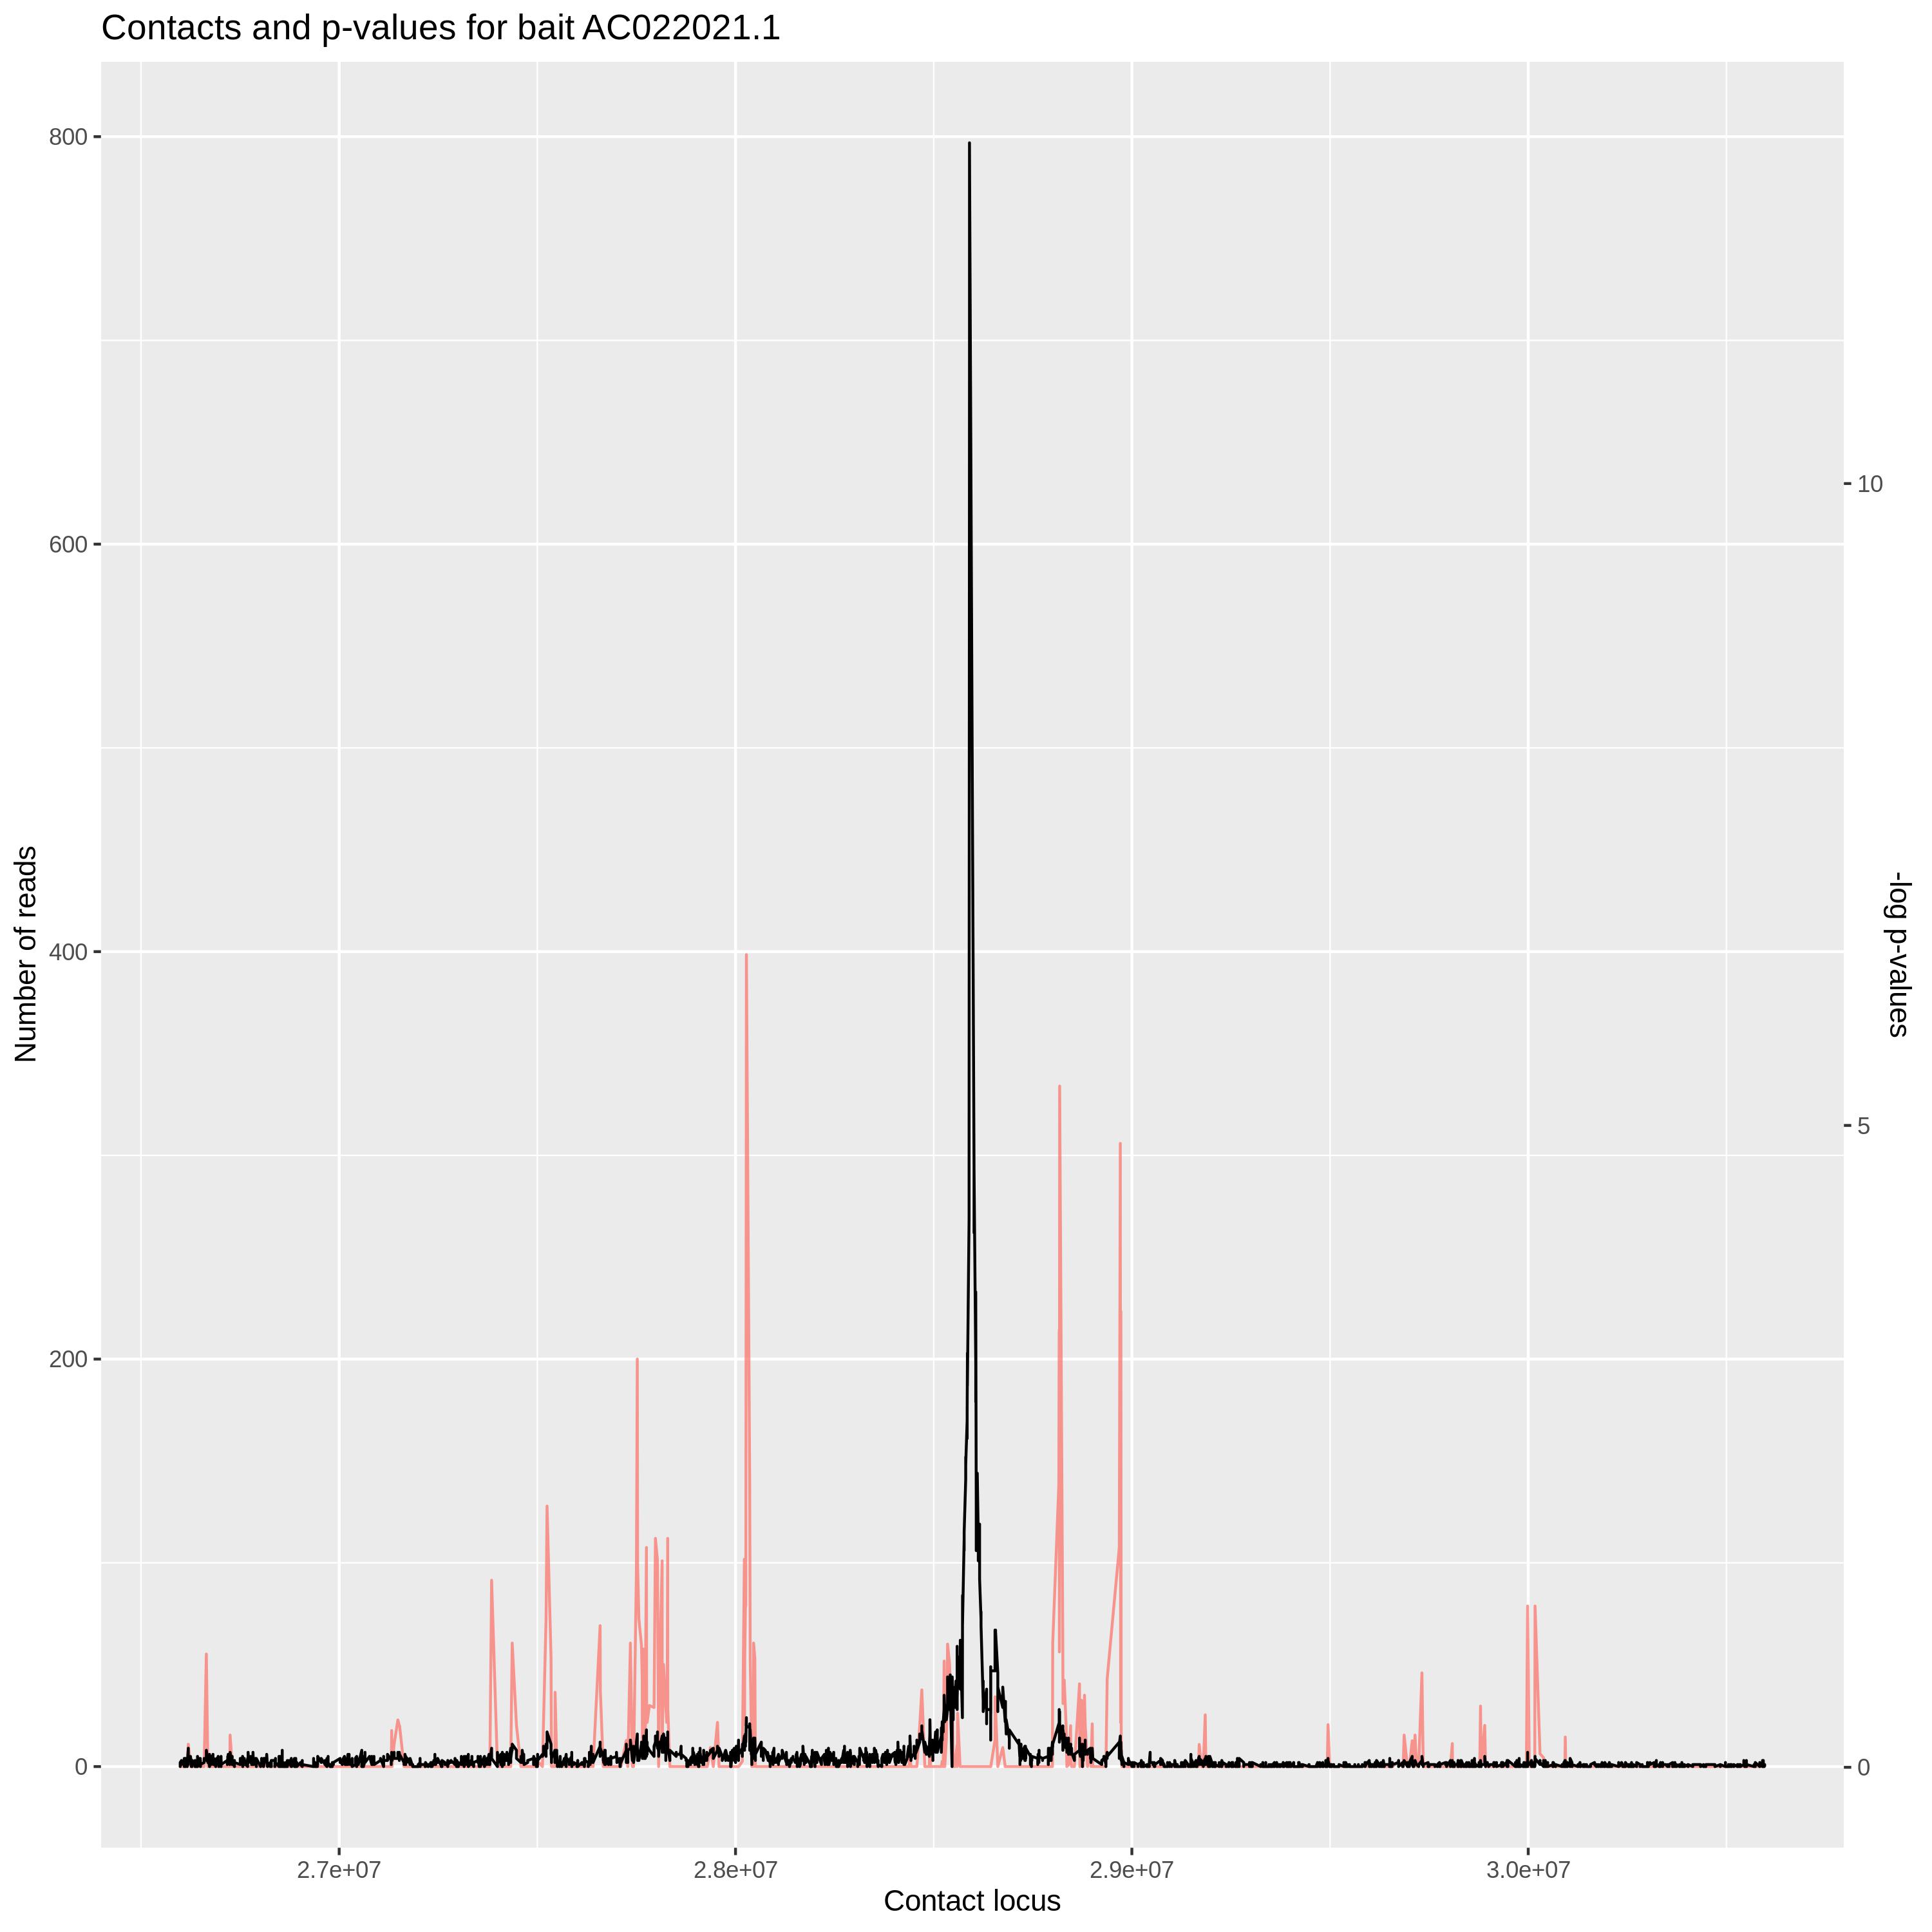 Contacts and p-values for bait AC022021.1
800
600
400
200
0
Number of reads
10
5
0
-log p-values
2.7e+07
2.8e+07
2.9e+07
3.0e+07
Contact locus